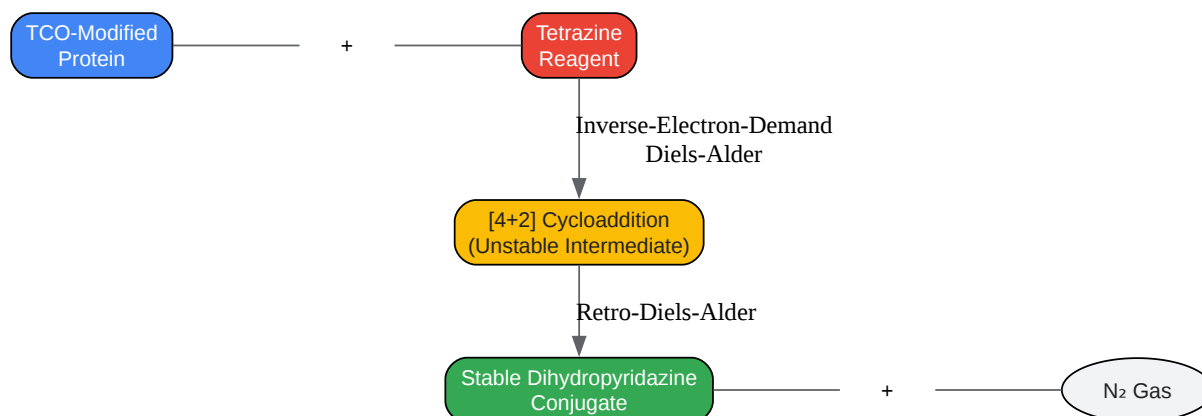 TCO-Modified
Protein
+
Tetrazine
Reagent
Inverse-Electron-Demand
Diels-Alder
[4+2] Cycloaddition
(Unstable Intermediate)
Retro-Diels-Alder
Stable Dihydropyridazine
Conjugate
+
N₂ Gas